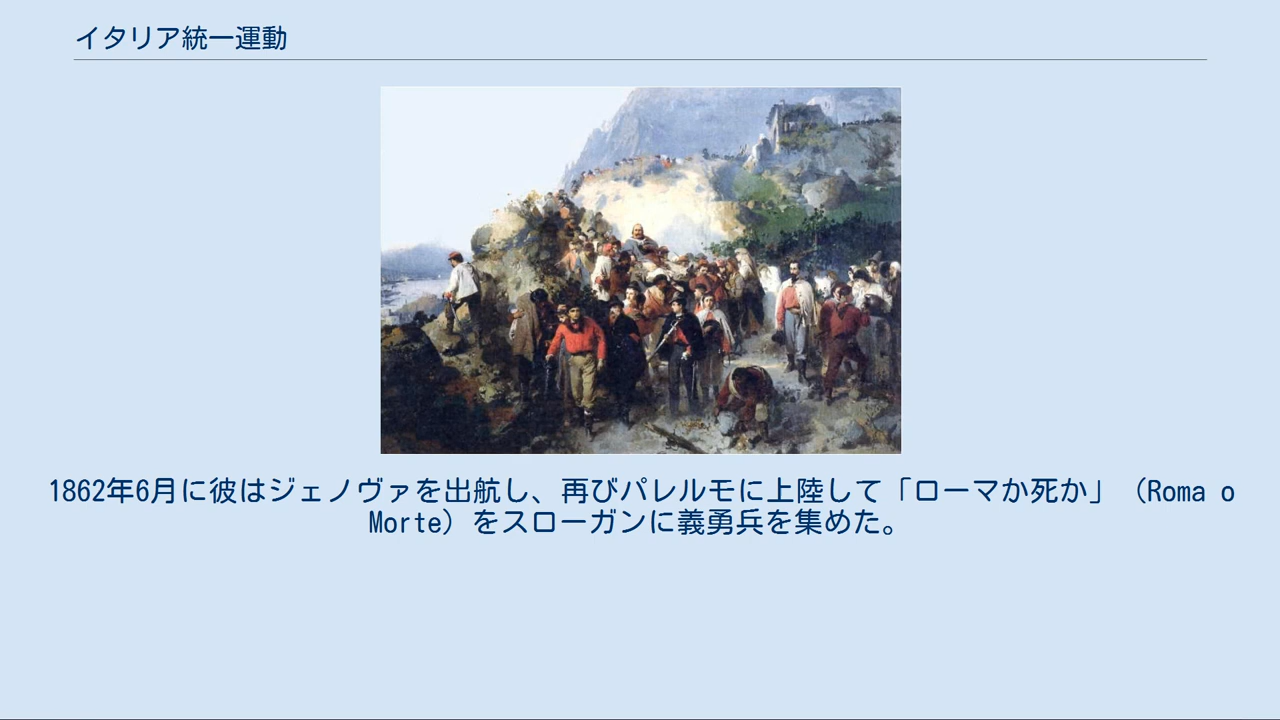 イタリア統一運動
1862年6月に彼はジェノヴァを出航し、再びパレルモに上陸して「ローマか死か」（Roma o
Morte）をスローガンに義勇兵を集めた。